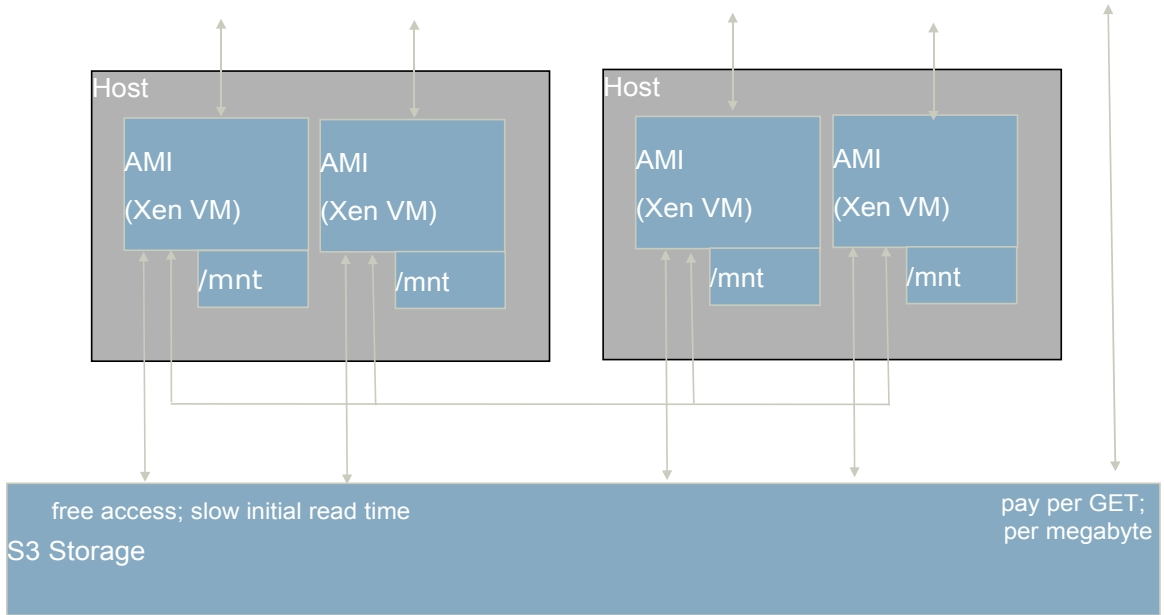 Host
AMI
(Xen VM)
/mnt
AMI
(Xen VM)
/mnt
Host
AMI
(Xen VM)
/mnt
AMI
(Xen VM)
/mnt
free access; slow initial read time
pay per GET;
per megabyte
S3 Storage